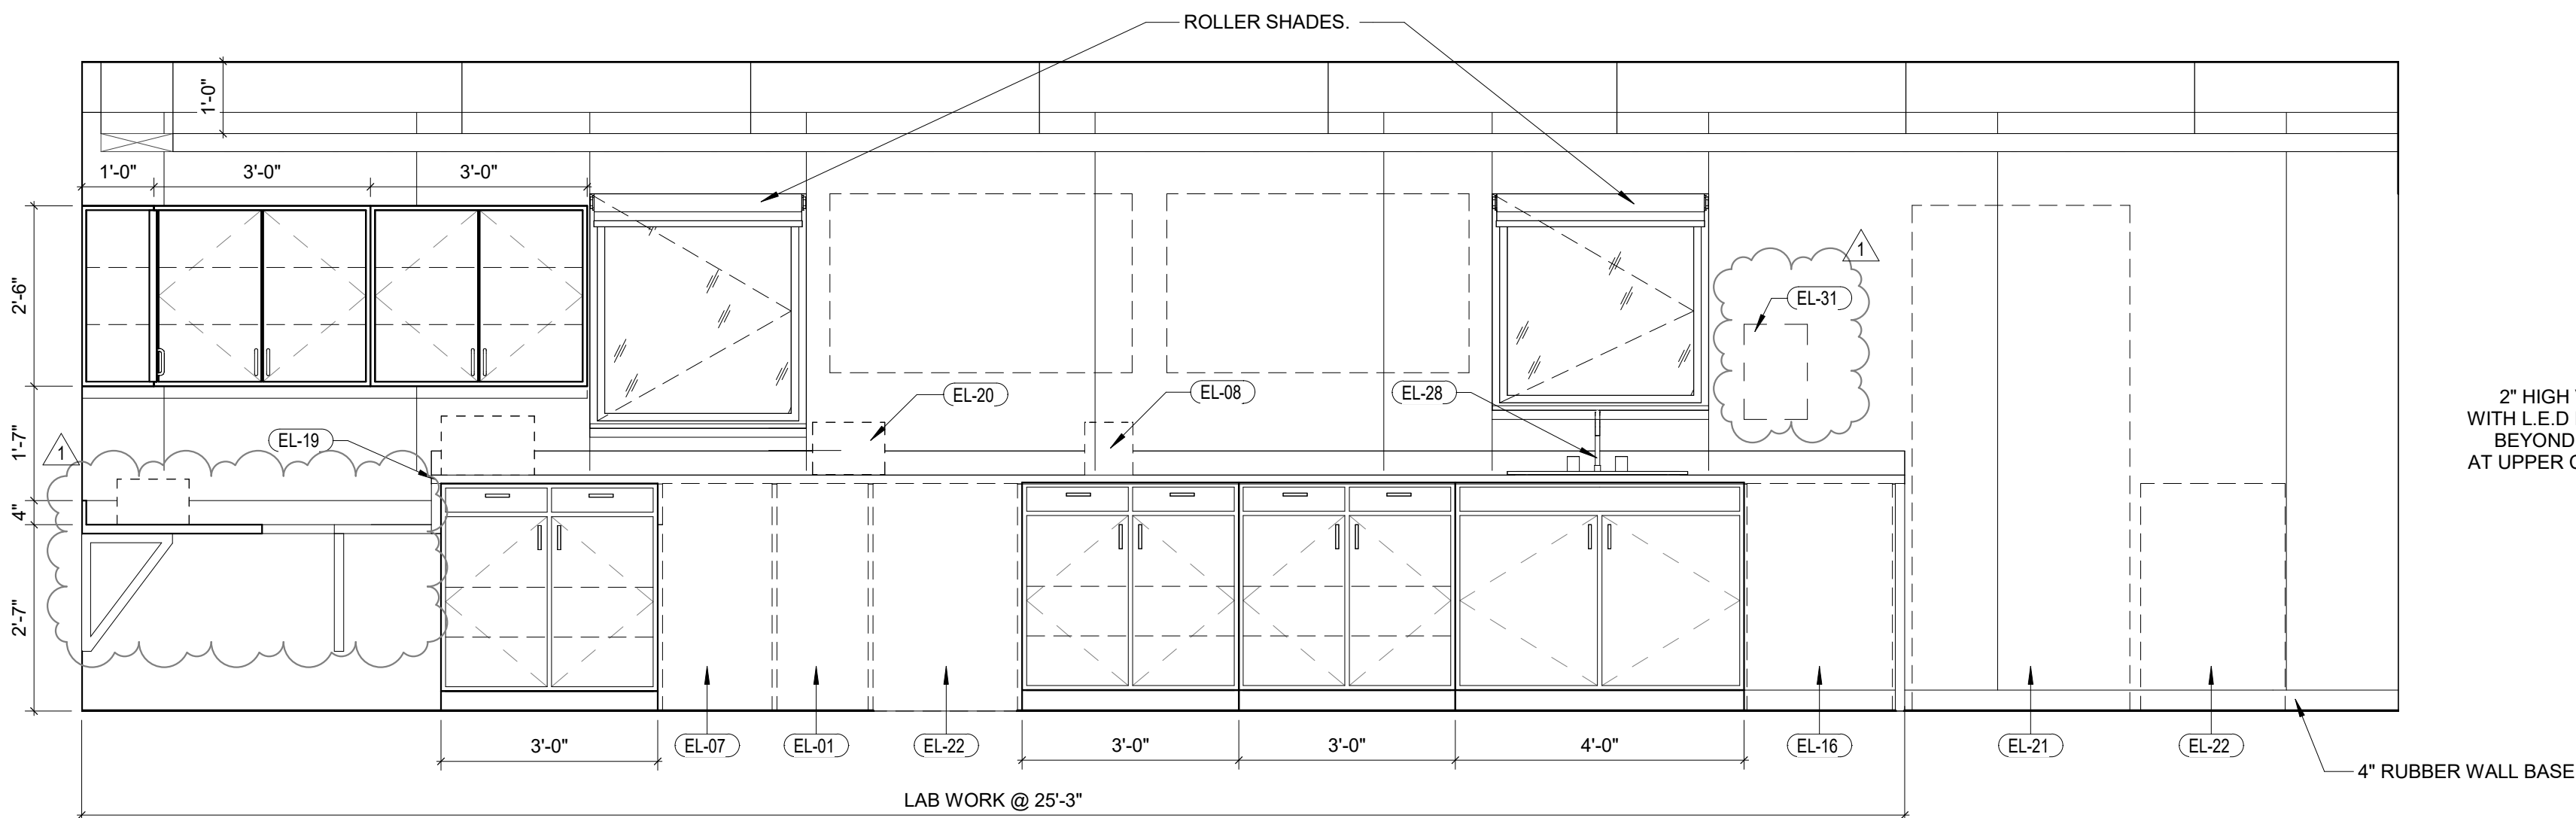 ROLLER SHADES.
1'-0"
1'-0"
3'-0"
3'-0"
2'-6"
1
EL-31
EL-20
EL-08
EL-28
2" HIGH
WITH L.E.D
BEYOND
AT UPPER
1'-7"
1
EL-19
4"
2'-7"
3'-0"
EL-07
EL-01
EL-22
3'-0"
3'-0"
4'-0"
EL-16
EL-21
EL-22
4" RUBBER WALL BASE
LAB WORK @ 25'-3"